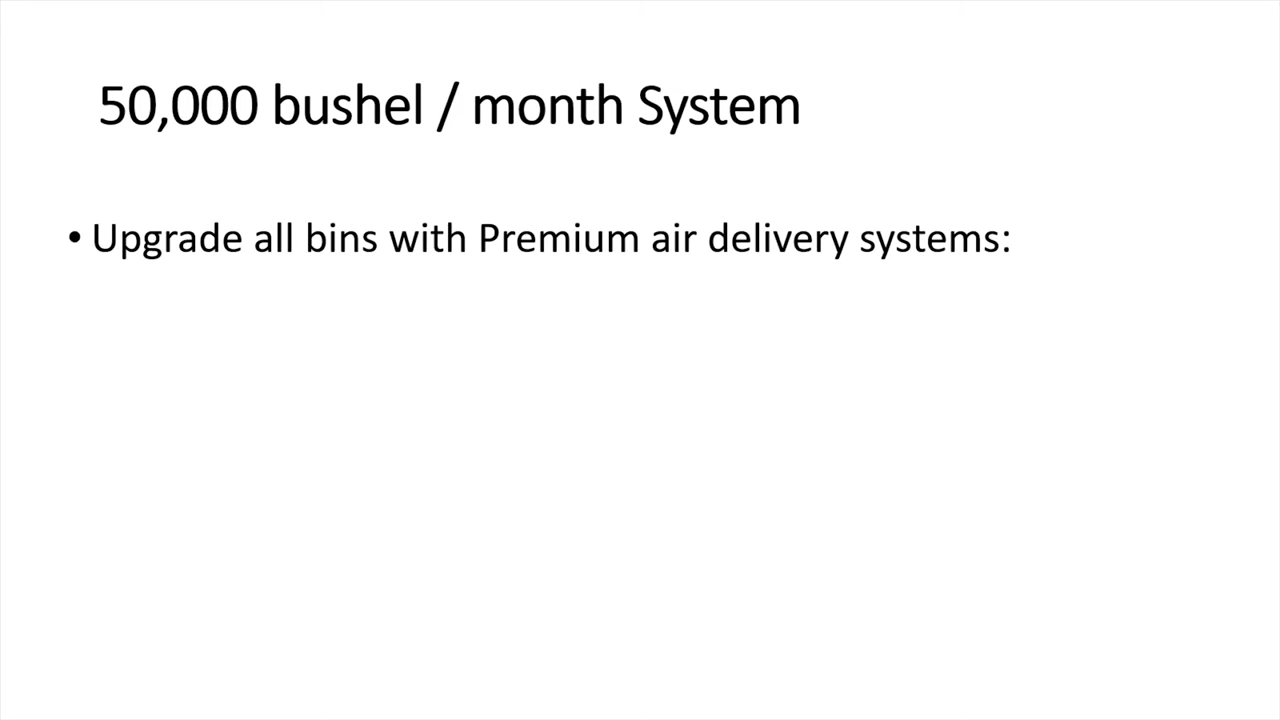 50,000 bushel / month System
• Upgrade all bins with Premium air delivery systems: